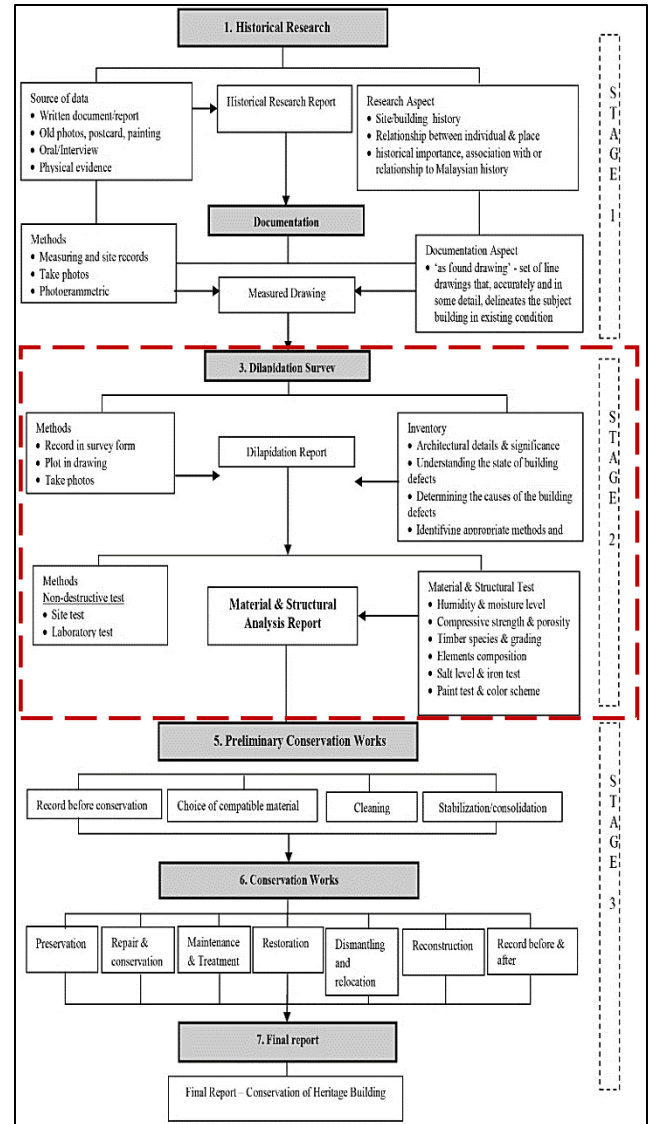 1. Historical Research
Source of data
• Written document/report
• Old photos, postcard, painting
• Oral/Interview
• Physical evidence
Historical Research Report
Research Aspect
• Site/building history
• Relationship between individual & place
• historical importance, association with or
relationship to Malaysian history
STAGE 1
Documentation
Methods
• Measuring and site records
• Take photos
• Photogrammetric
Measured Drawing
Documentation Aspect
• ‘as found drawing’ - set of line
drawings that, accurately and in
some detail, delineates the subject
building in existing condition
3. Dilapidation Survey
Methods
• Record in survey form
• Plot in drawing
• Take photos
Dilapidation Report
Inventory
• Architectural details & significance
• Understanding the state of building
defects
• Determining the causes of the building
defects
• Identifying appropriate methods and
STAGE 2
Methods
Non-destructive test
• Site test
• Laboratory test
Material & Structural
Analysis Report
Material & Structural Test
• Humidity & moisture level
• Compressive strength & porosity
• Timber species & grading
• Elements composition
• Salt level & iron test
• Paint test & color scheme
5. Preliminary Conservation Works
Record before conservation
Choice of compatible material
Cleaning
Stabilization/consolidation
STAGE 3
6. Conservation Works
Preservation
Repair &
conservation
Maintenance
& Treatment
Restoration
Dismantling
and
relocation
Reconstruction
Record before &
after
7. Final report
Final Report – Conservation of Heritage Building